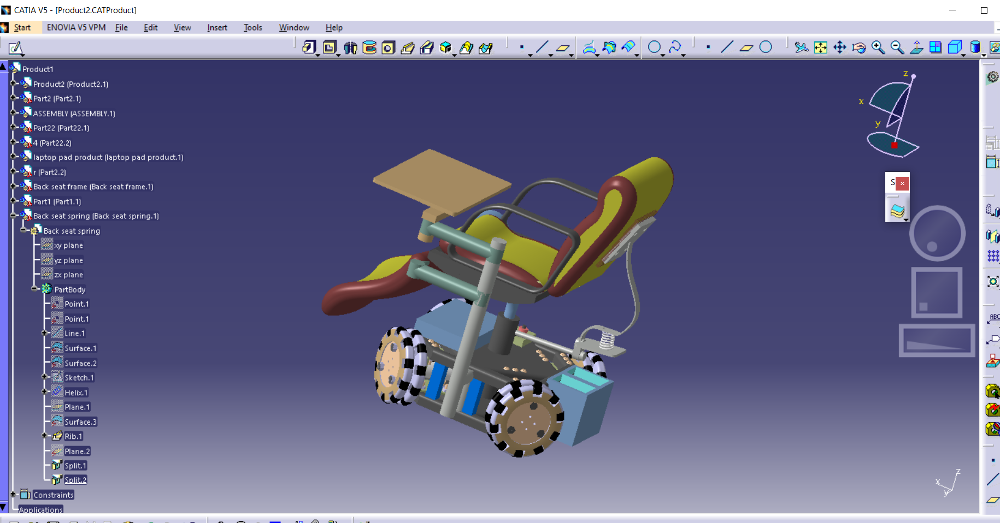 CATIA V5 - [Product2.CATProduct]
Start ENOVIA V5 VPM File Edit View Insert Tools Window Help
Product1
Product2 (Product2.1)
Part2 (Part2.1)
ASSEMBLY (ASSEMBLY.1)
Part22 (Part22.1)
4 (Part22.2)
laptop pad product (laptop pad product.1)
r (Part2.2)
Back seat frame (Back seat frame.1)
Part1 (Part1.1)
Back seat spring (Back seat spring.1)
Back seat spring
xy plane
yz plane
zx plane
PartBody
Point.1
Point.1
Line.1
Surface.1
Surface.2
Sketch.1
Helix.1
Plane.1
Surface.3
Rib.1
Plane.2
Split.1
Split.2
Constraints
Applications
z
x
y
S
ABC
z
x
y